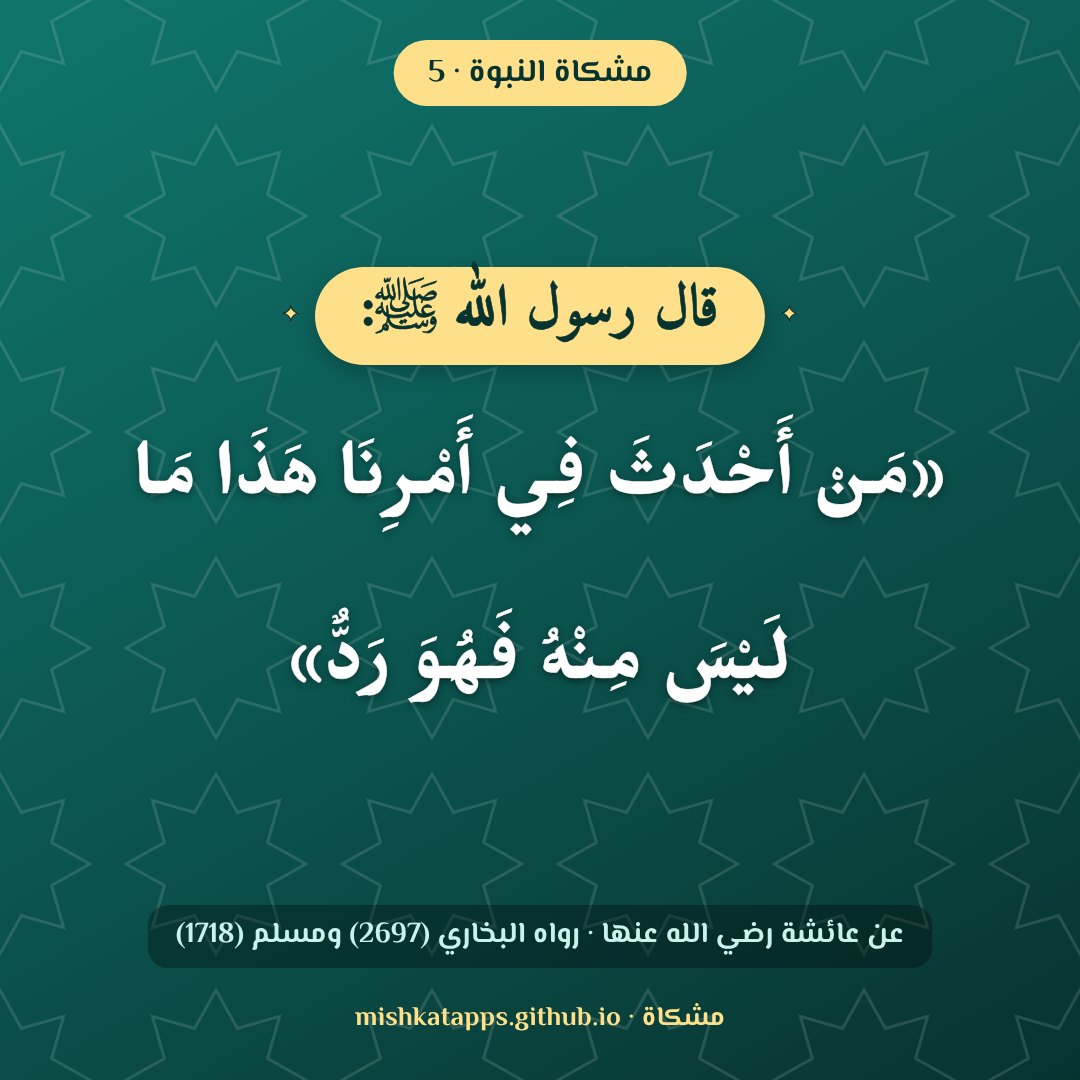 مشكاة النبوة · 5
قال رسول الله ﷺ:
«مَنْ أَحْدَثَ فِي أَمْرِنَا هَذَا مَا
لَيْسَ مِنْهُ فَهُوَ رَدٌّ»
عن عائشة رضي الله عنها · رواه البخاري (2697) ومسلم (1718)
مشكاة · mishkatapps.github.io